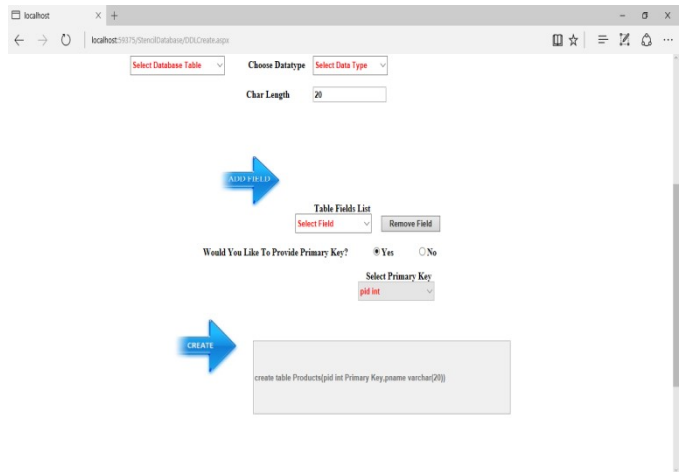 localhost
localhost:59375/StencilDatabase/DDLCreate.aspx
Select Database Table Choose Datatype Select Data Type
Char Length 20
ADD FIELD
Table Fields List
Select Field Remove Field
Would You Like To Provide Primary Key? Yes No
Select Primary Key
pid int
CREATE
create table Products(pid int Primary Key,pname varchar(20))